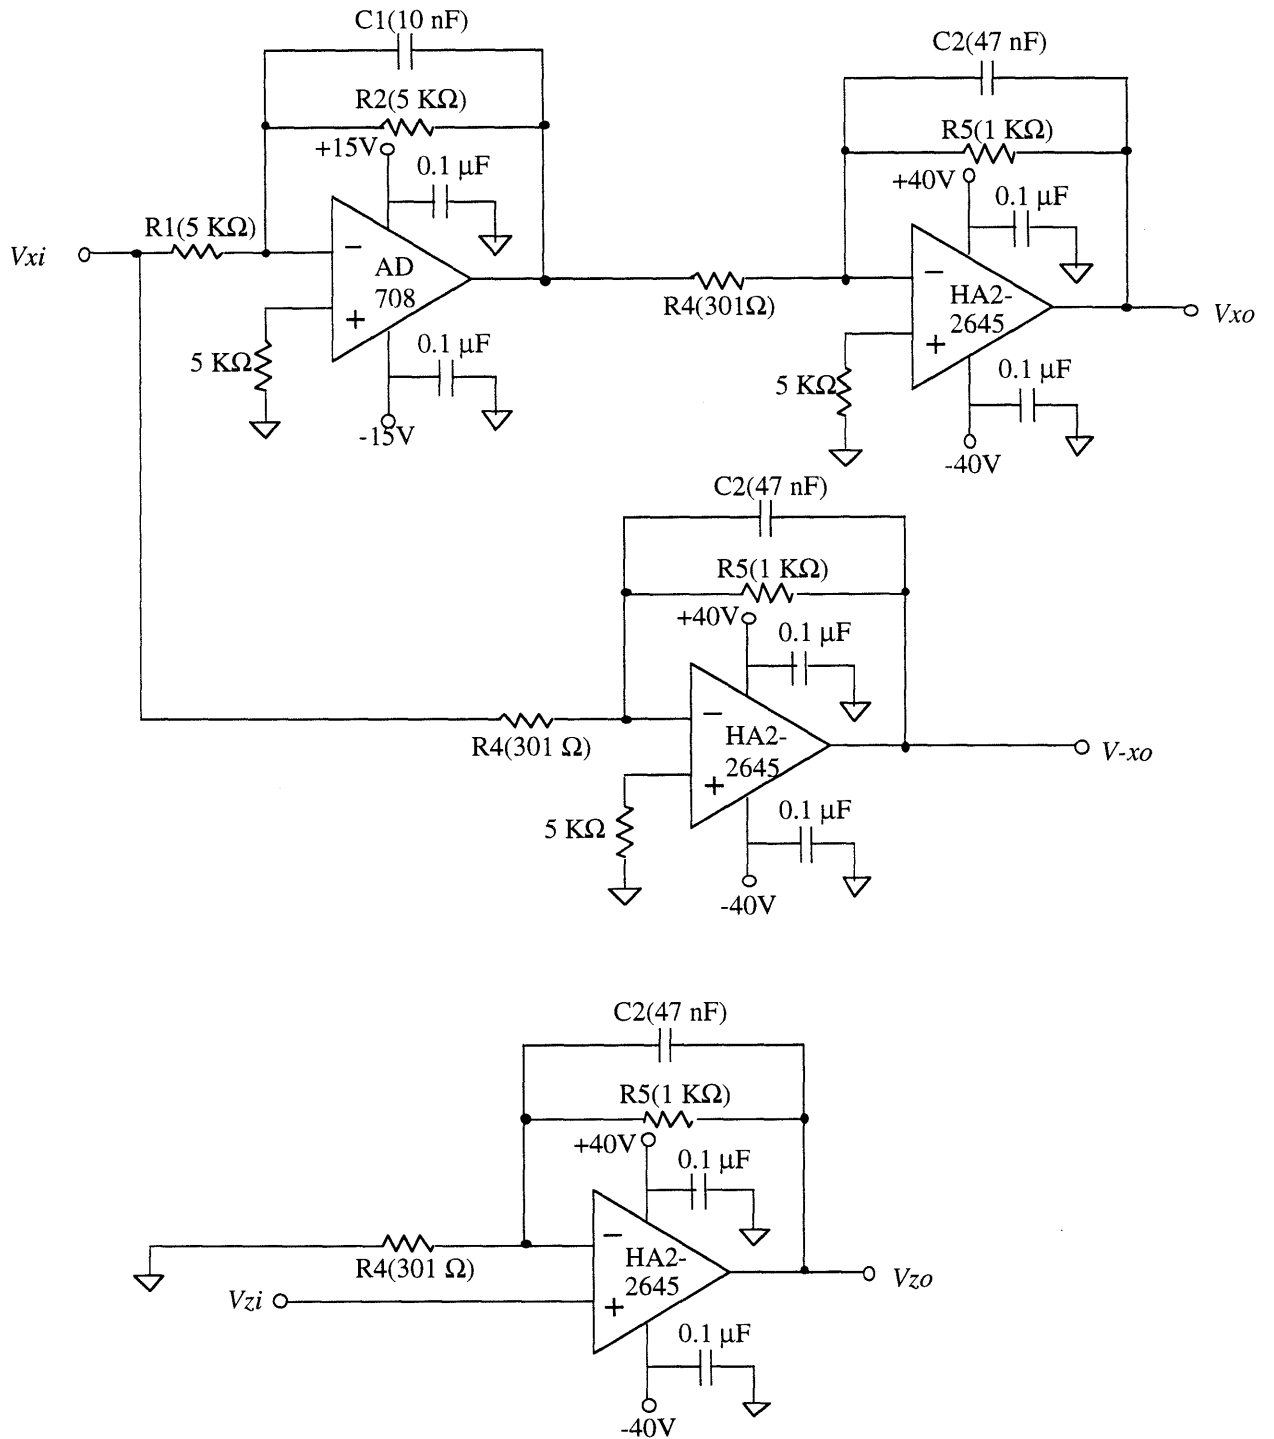 C1(10 nF)
R2(5 KΩ)
+15V
0.1 µF
R1(5 KΩ)
Vxi
AD
708
5 KΩ
0.1 µF
-15V
C2(47 nF)
R5(1 KΩ)
+40V
0.1 µF
R4(301Ω)
HA2-
2645
Vxo
5 KΩ
0.1 µF
-40V
C2(47 nF)
R5(1 KΩ)
+40V
0.1 µF
R4(301 Ω)
HA2-
2645
V-xo
5 KΩ
0.1 µF
-40V
C2(47 nF)
R5(1 KΩ)
+40V
0.1 µF
R4(301 Ω)
HA2-
2645
Vzi
Vzo
0.1 µF
-40V